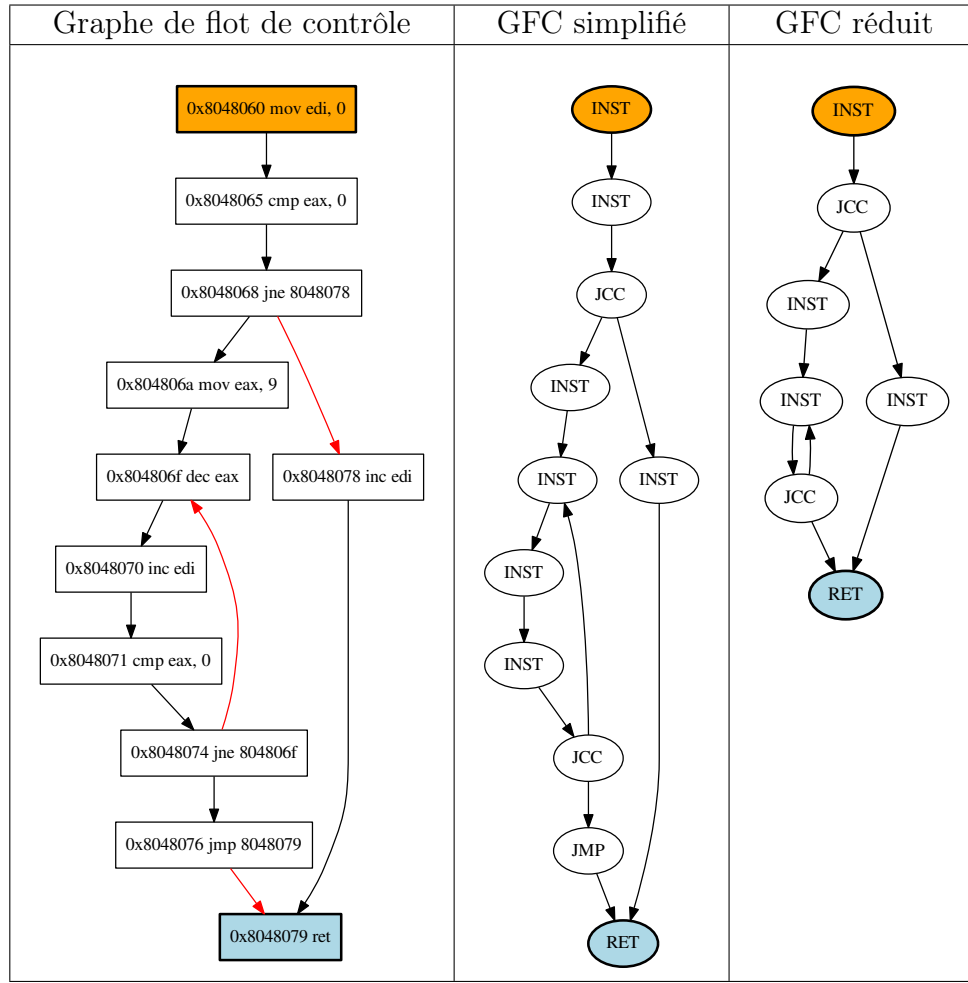 Graphe de flot de contrôle
GFC simplifié
GFC réduit
0x8048060 mov edi, 0
0x8048065 cmp eax, 0
0x8048068 jne 8048078
0x804806a mov eax, 9
0x804806f dec eax
0x8048078 inc edi
0x8048070 inc edi
0x8048071 cmp eax, 0
0x8048074 jne 804806f
0x8048076 jmp 8048079
0x8048079 ret
INST
INST
JCC
INST
INST
INST
INST
INST
JCC
JMP
RET
INST
JCC
INST
INST
INST
JCC
RET